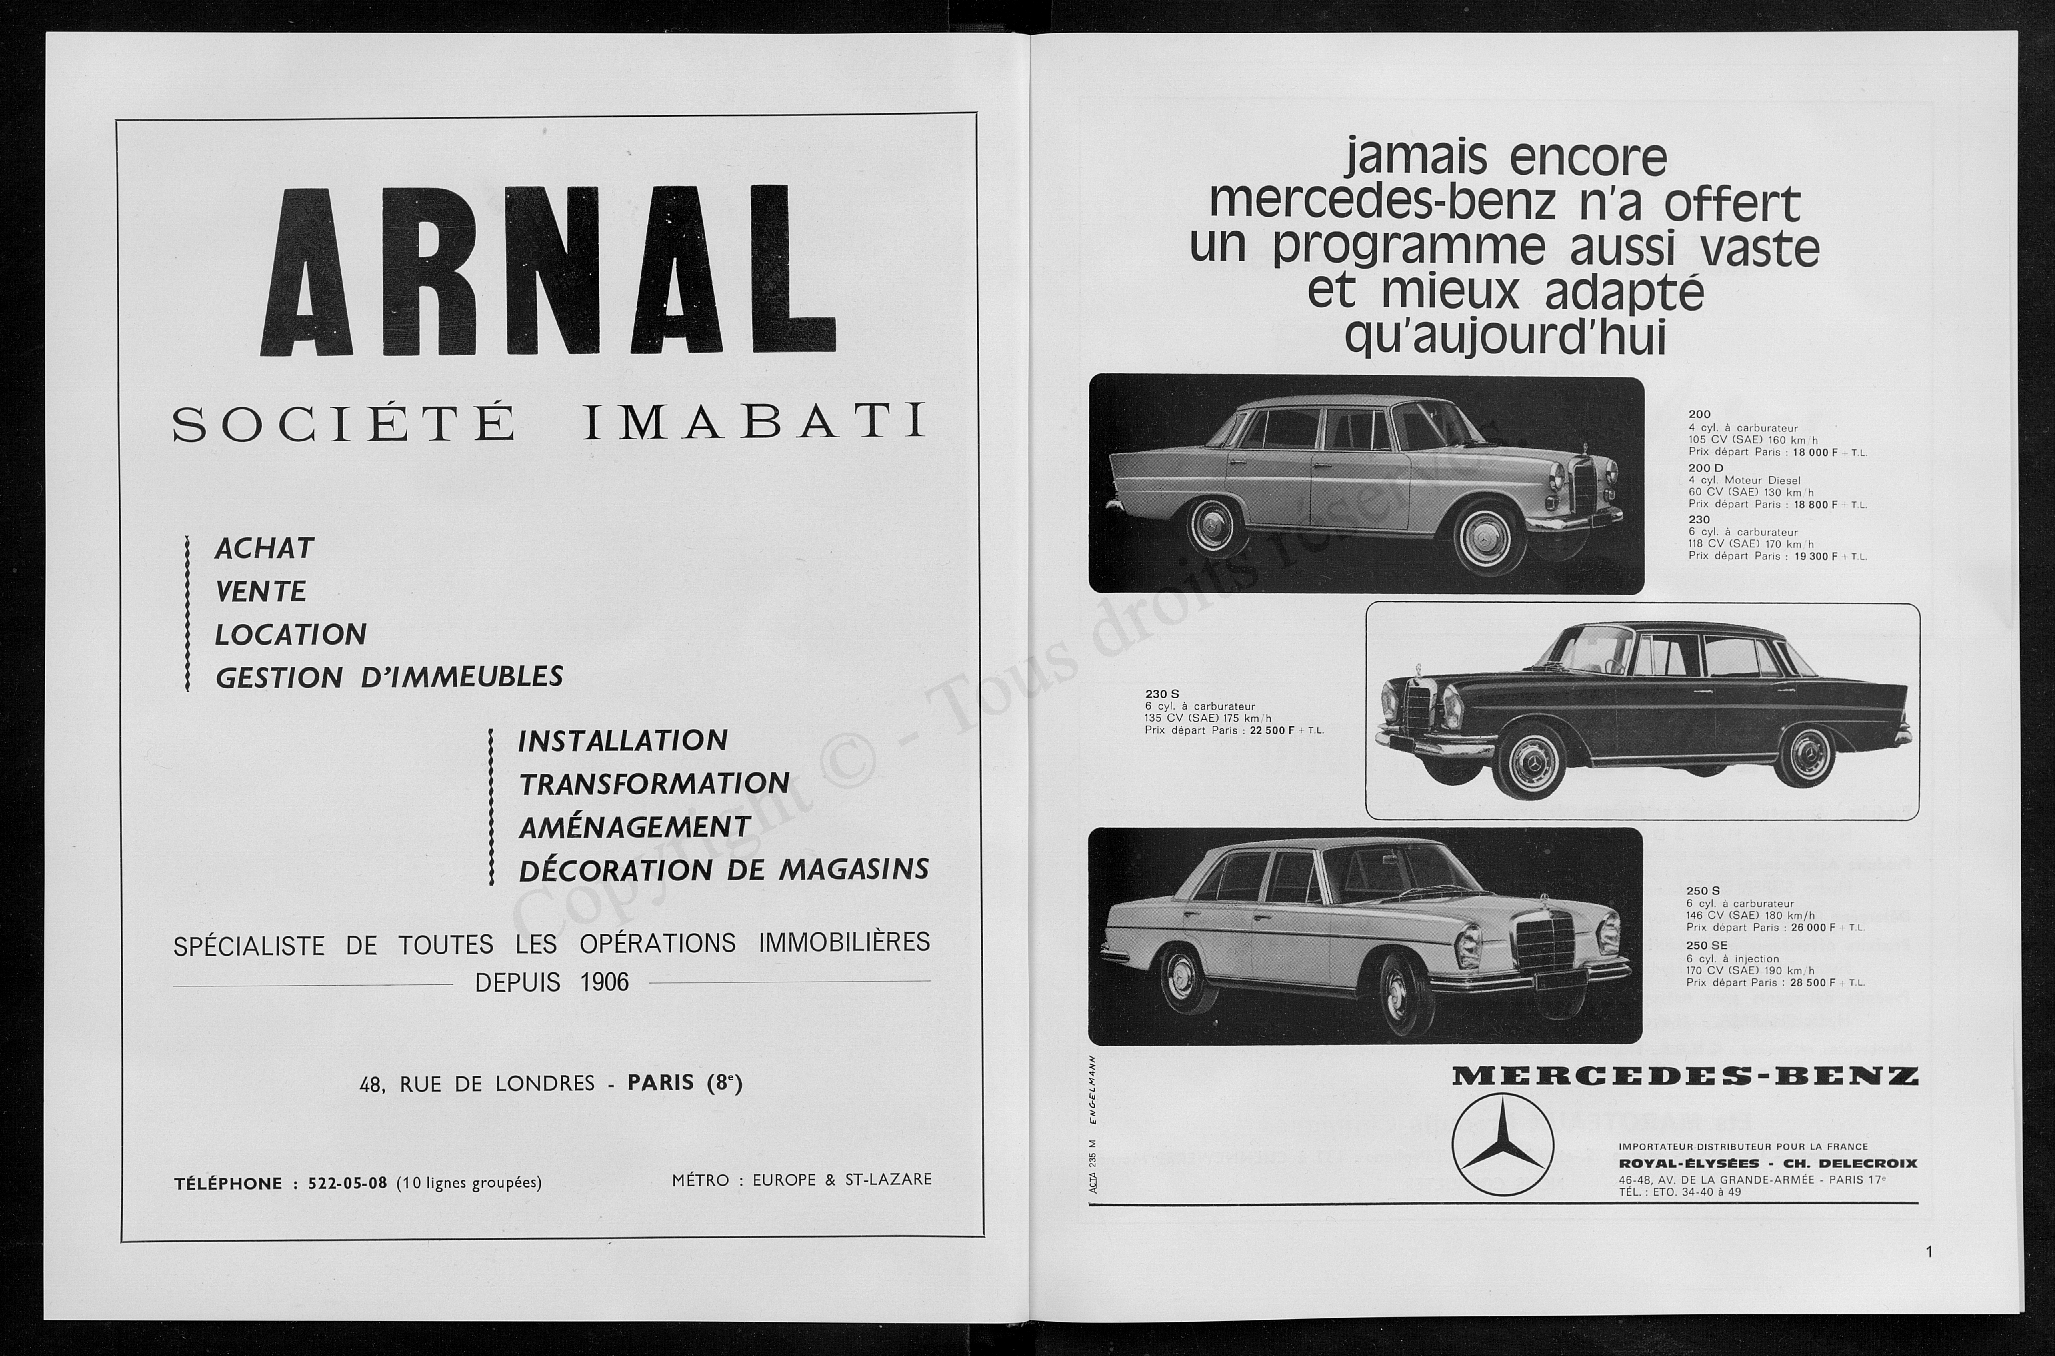 ARNAL
SOCIÉTÉ IMABATI
ACHAT
VENTE
LOCATION
GESTION D'IMMEUBLES
INSTALLATION
TRANSFORMATION
AMÉNAGEMENT
DÉCORATION DE MAGASINS
SPÉCIALISTE DE TOUTES LES OPÉRATIONS IMMOBILIÈRES
DEPUIS 1906
48, RUE DE LONDRES - PARIS (8e)
TÉLÉPHONE : 522-05-08 (10 lignes groupées)
MÉTRO : EUROPE & ST-LAZARE
Copyright © - Tous droits réservés.
jamais encore
mercedes-benz n'a offert
un programme aussi vaste
et mieux adapté
qu'aujourd'hui
200
4 cyl. à carburateur
105 CV (SAE) 160 km/h
Prix départ Paris : 18 000 F + T.L.
200 D
4 cyl. Moteur Diesel
60 CV (SAE) 130 km/h
Prix départ Paris : 18 800 F + T.L.
230
6 cyl. à carburateur
118 CV (SAE) 170 km/h
Prix départ Paris : 19 300 F + T.L.
230 S
6 cyl. à carburateur
135 CV (SAE) 175 km/h
Prix départ Paris : 22 500 F + T.L.
250 S
6 cyl. à carburateur
146 CV (SAE) 180 km/h
Prix départ Paris : 26 000 F + T.L.
250 SE
6 cyl. à injection
170 CV (SAE) 190 km/h
Prix départ Paris : 28 500 F + T.L.
ACTA 235 M ENGELMANN
MERCEDES-BENZ
IMPORTATEUR-DISTRIBUTEUR POUR LA FRANCE
ROYAL-ÉLYSÉES - CH. DELECROIX
46-48, AV. DE LA GRANDE-ARMÉE - PARIS 17e
TÉL. : ETO. 34-40 à 49
1